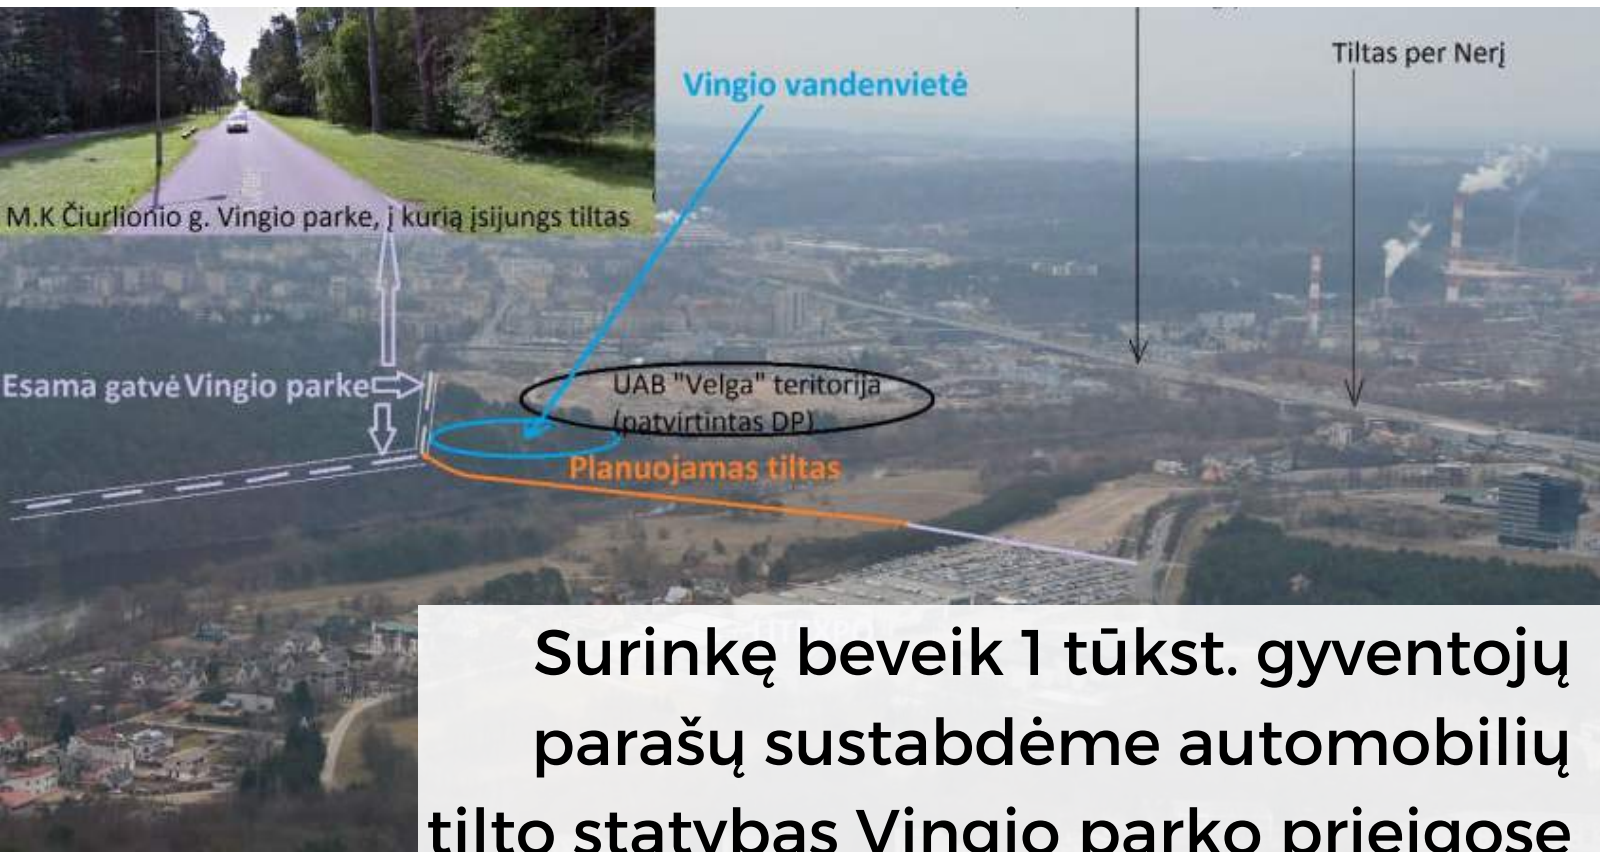 Tiltas per Nerį
Vingio vandenvietė
M.K Čiurlionio g. Vingio parke, į kurią įsijungs tiltas
Esama gatvė Vingio parke
UAB "Velga" teritorija
(patvirtintas DP)
Planuojamas tiltas
Surinkę beveik 1 tūkst. gyventojų
parašų sustabdėme automobilių
tilto statybas Vingio parko prieigose